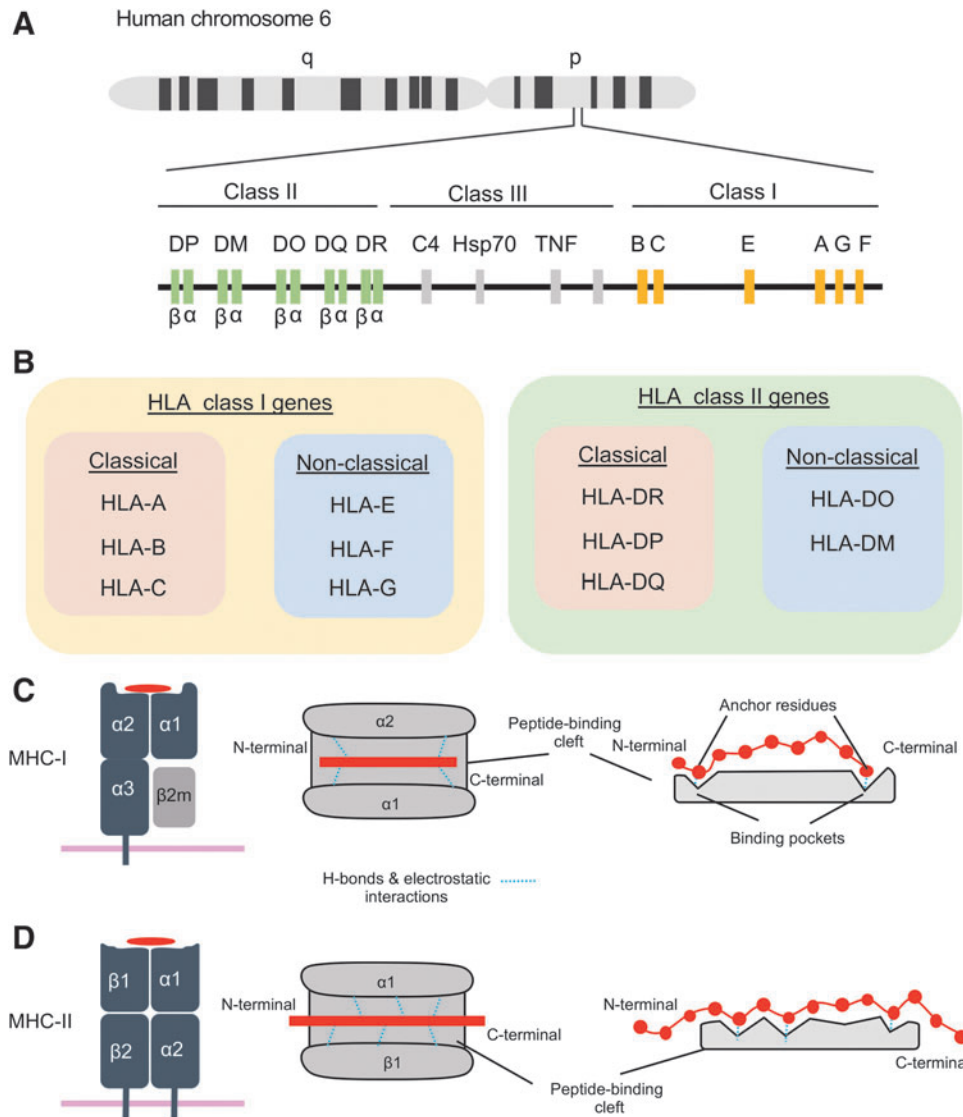 A
Human chromosome 6
q
p
Class II
Class III
Class I
DP DM DO DQ DR C4 Hsp70 TNF B C E A G F
β α β α β α β α β α
B
HLA class I genes
Classical
HLA-A
HLA-B
HLA-C
Non-classical
HLA-E
HLA-F
HLA-G
HLA class II genes
Classical
HLA-DR
HLA-DP
HLA-DQ
Non-classical
HLA-DO
HLA-DM
C
MHC-I
α2 α1
α3
β2m
α2
N-terminal
C-terminal
α1
Peptide-binding
cleft
Anchor residues
N-terminal
C-terminal
Binding pockets
H-bonds & electrostatic
interactions
D
MHC-II
β1 α1
β2 α2
α1
N-terminal
C-terminal
β1
Peptide-binding
cleft
N-terminal
C-terminal